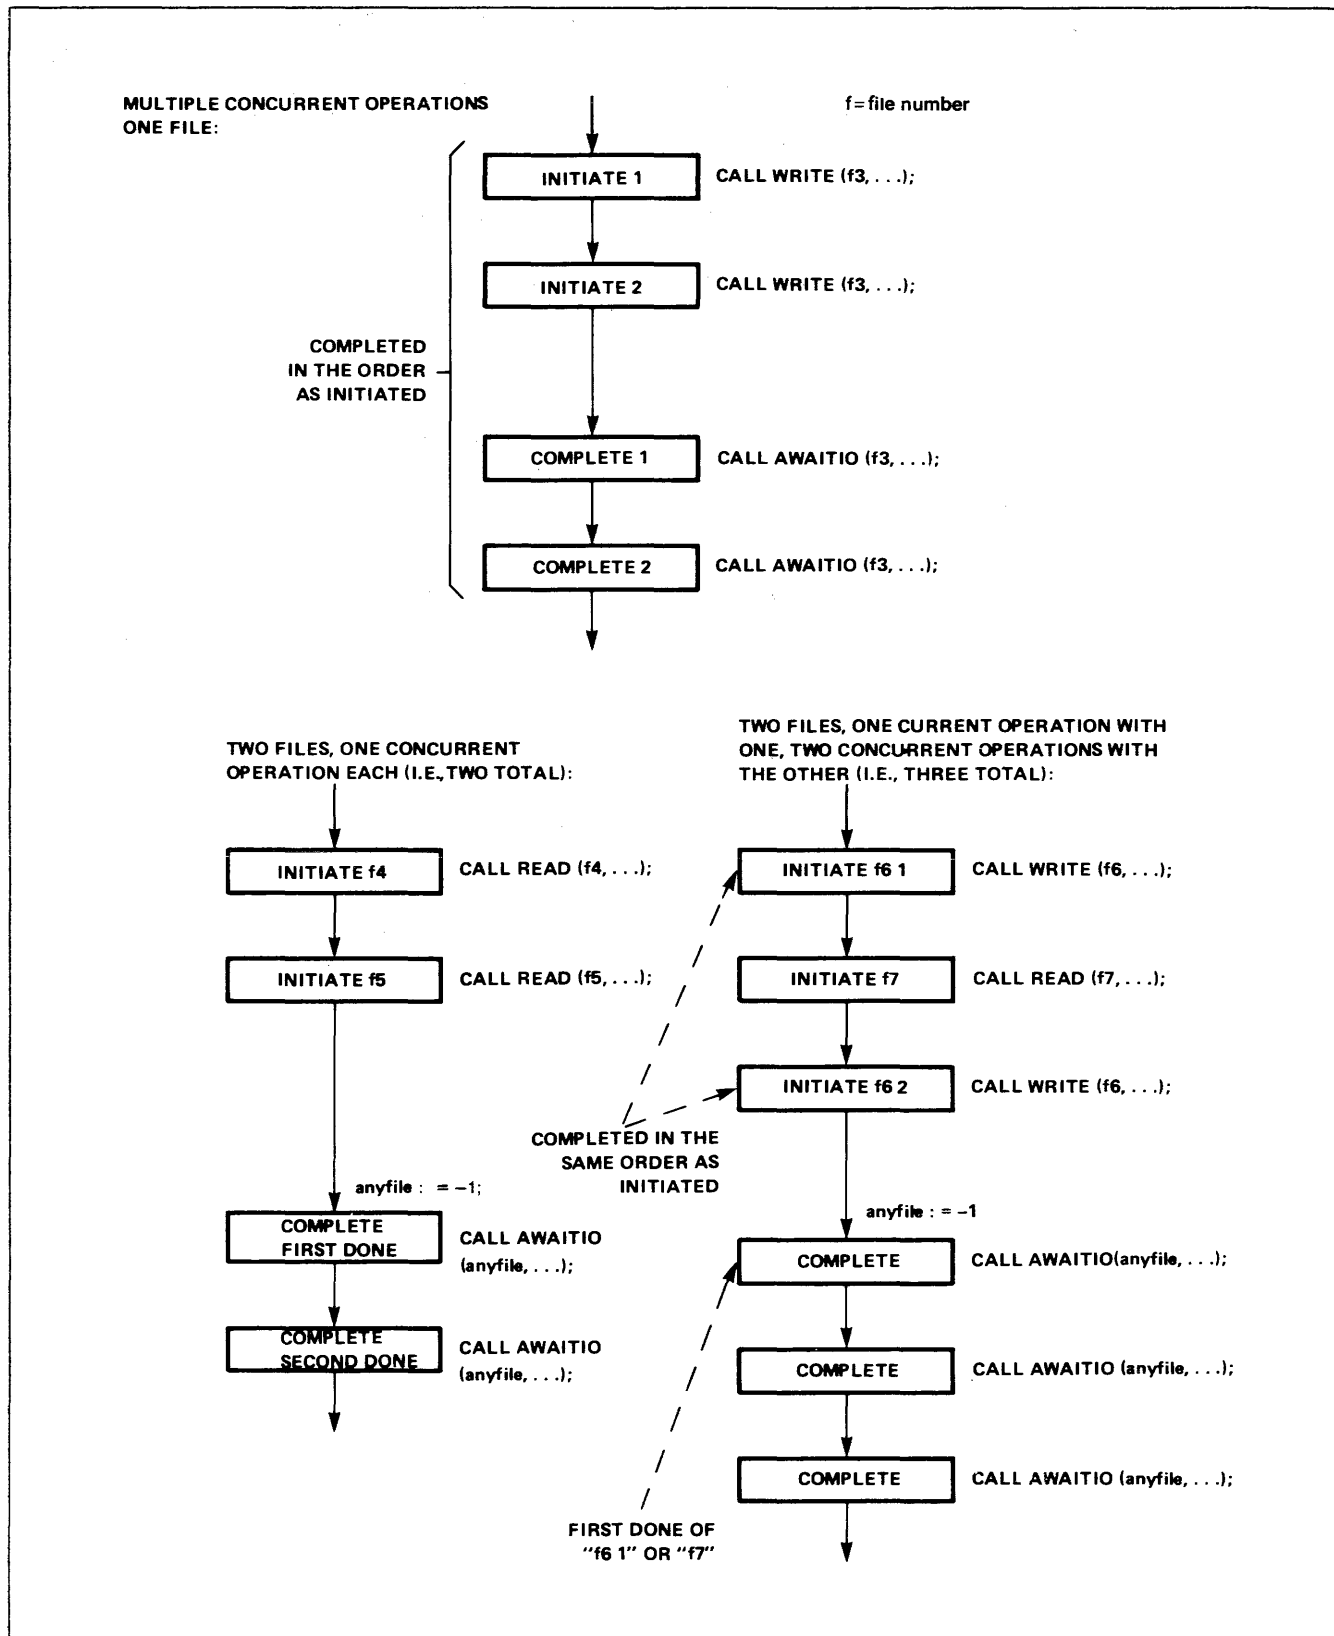 MULTIPLE CONCURRENT OPERATIONS
ONE FILE:
f=file number
INITIATE 1
CALL WRITE (f3, . . .);
INITIATE 2
CALL WRITE (f3, . . .);
COMPLETED
IN THE ORDER
AS INITIATED
COMPLETE 1
CALL AWAITIO (f3, . . .);
COMPLETE 2
CALL AWAITIO (f3, . . .);
TWO FILES, ONE CONCURRENT
OPERATION EACH (I.E., TWO TOTAL):
INITIATE f4
CALL READ (f4, . . .);
INITIATE f5
CALL READ (f5, . . .);
anyfile : = –1;
COMPLETE
FIRST DONE
CALL AWAITIO
(anyfile, . . .);
COMPLETE
SECOND DONE
CALL AWAITIO
(anyfile, . . .);
TWO FILES, ONE CURRENT OPERATION WITH
ONE, TWO CONCURRENT OPERATIONS WITH
THE OTHER (I.E., THREE TOTAL):
INITIATE f6 1
CALL WRITE (f6, . . .);
INITIATE f7
CALL READ (f7, . . .);
INITIATE f6 2
CALL WRITE (f6, . . .);
COMPLETED IN THE
SAME ORDER AS
INITIATED
anyfile : = –1
COMPLETE
CALL AWAITIO(anyfile, . . .);
COMPLETE
CALL AWAITIO (anyfile, . . .);
COMPLETE
CALL AWAITIO (anyfile, . . .);
FIRST DONE OF
"f6 1" OR "f7"